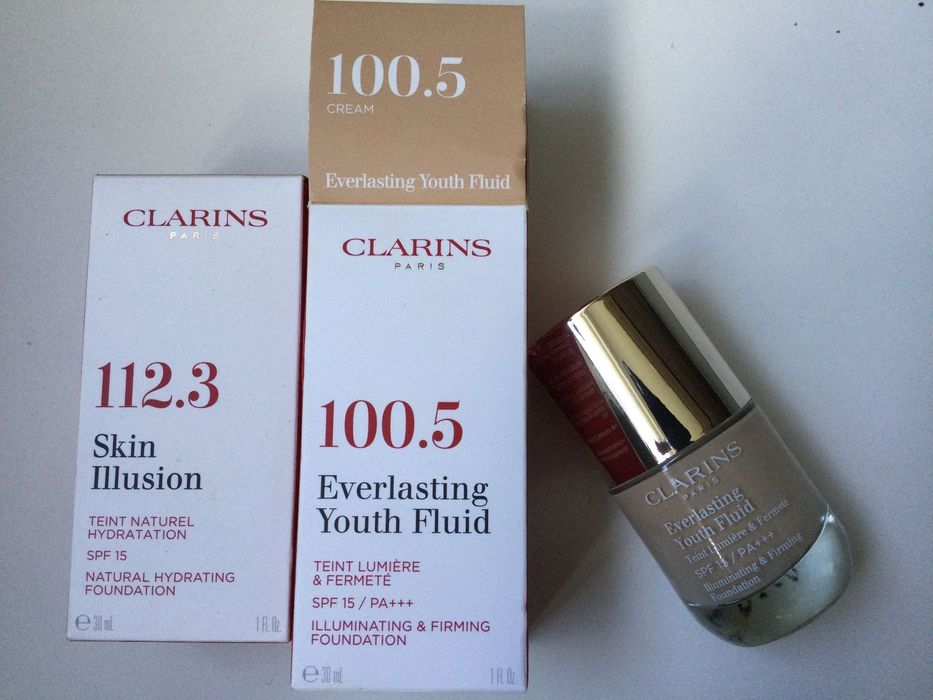 100.5
CREAM
Everlasting Youth Fluid
CLARINS
PARIS
112.3
Skin
Illusion
TEINT NATUREL
HYDRATATION
SPF 15
NATURAL HYDRATING
FOUNDATION
℮ 30 mL
1 FL. Oz.
CLARINS
PARIS
100.5
Everlasting
Youth Fluid
TEINT LUMIÈRE
& FERMETÉ
SPF 15 / PA+++
ILLUMINATING & FIRMING
FOUNDATION
℮ 30 mL
1 FL. Oz.
CLARINS
PARIS
Everlasting
Youth Fluid
Teint Lumière & Fermeté
SPF 15 / PA+++
Illuminating & Firming
Foundation